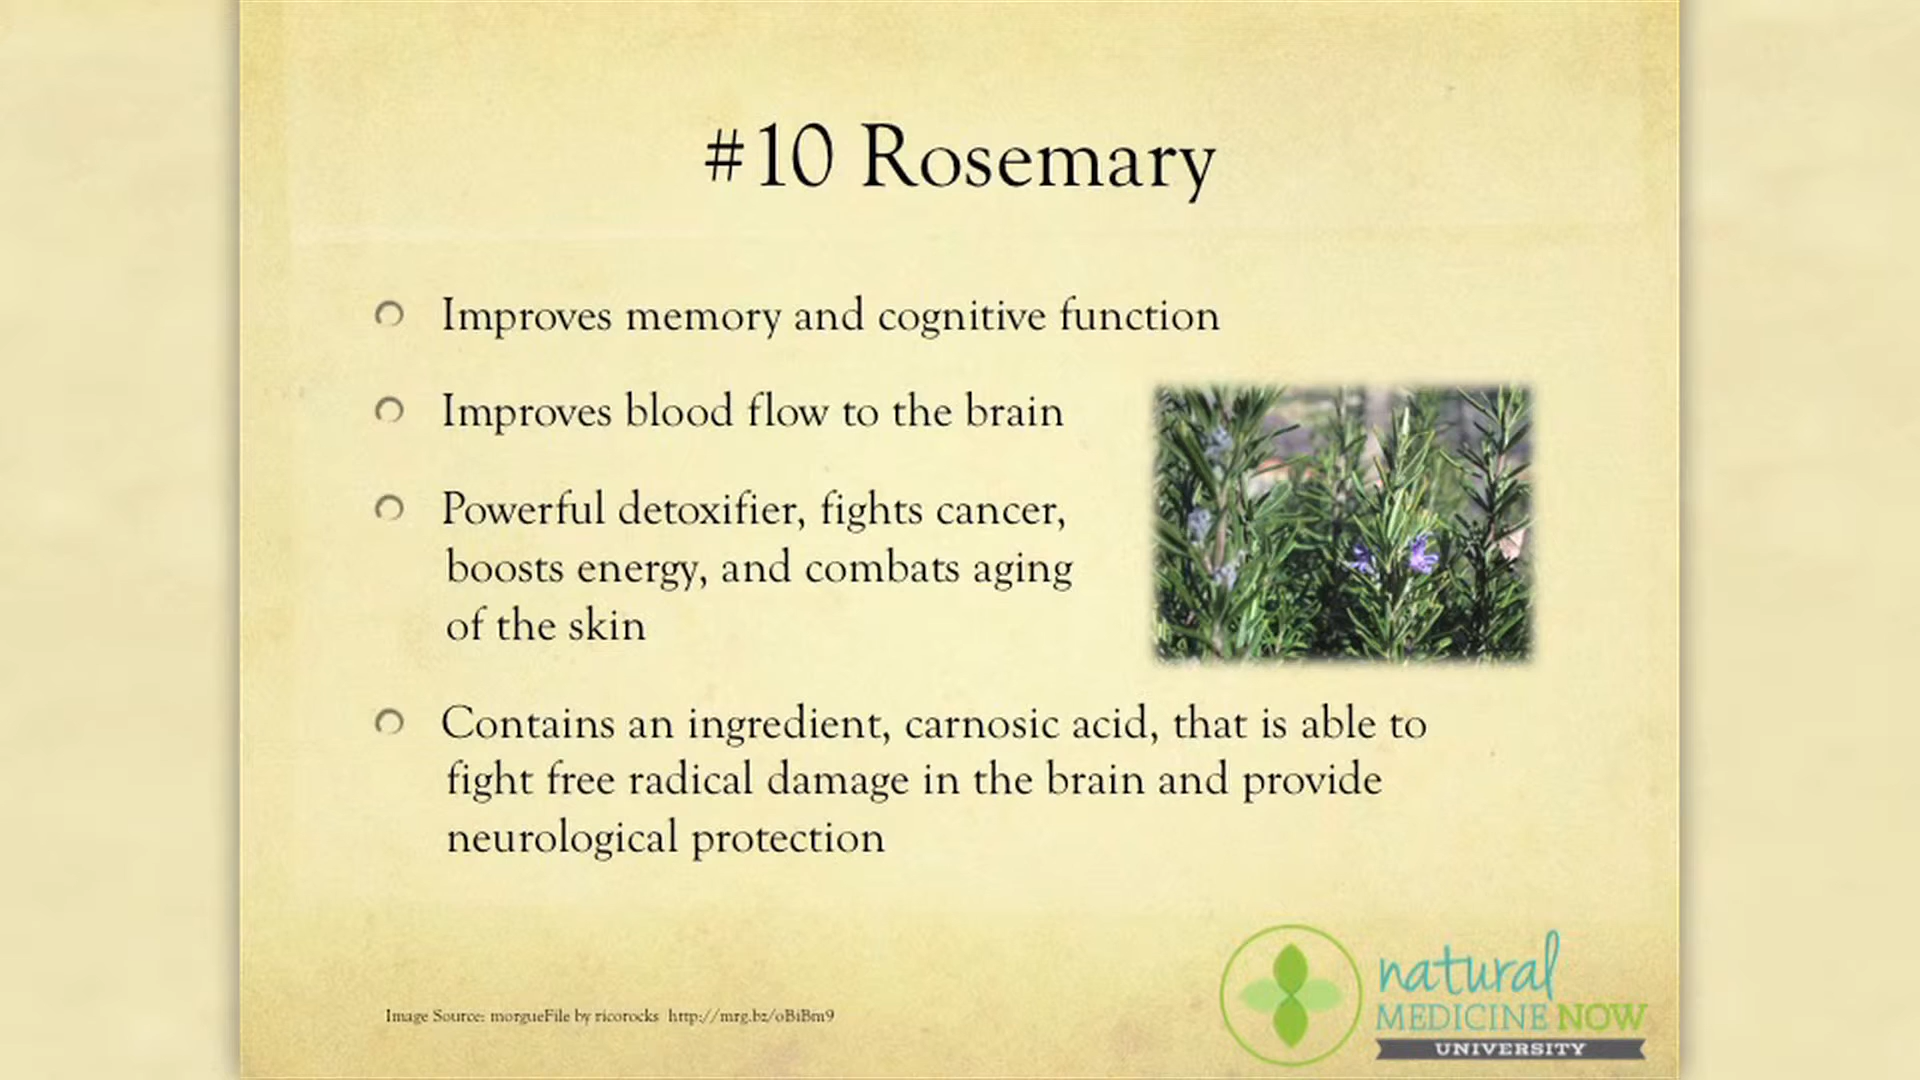 #10 Rosemary
Improves memory and cognitive function
Improves blood flow to the brain
Powerful detoxifier, fights cancer,
boosts energy, and combats aging
of the skin
Contains an ingredient, carnosic acid, that is able to
fight free radical damage in the brain and provide
neurological protection
Image Source: morgueFile by ricorocks http://mrg.bz/oBiBm9
natural
MEDICINE NOW
UNIVERSITY